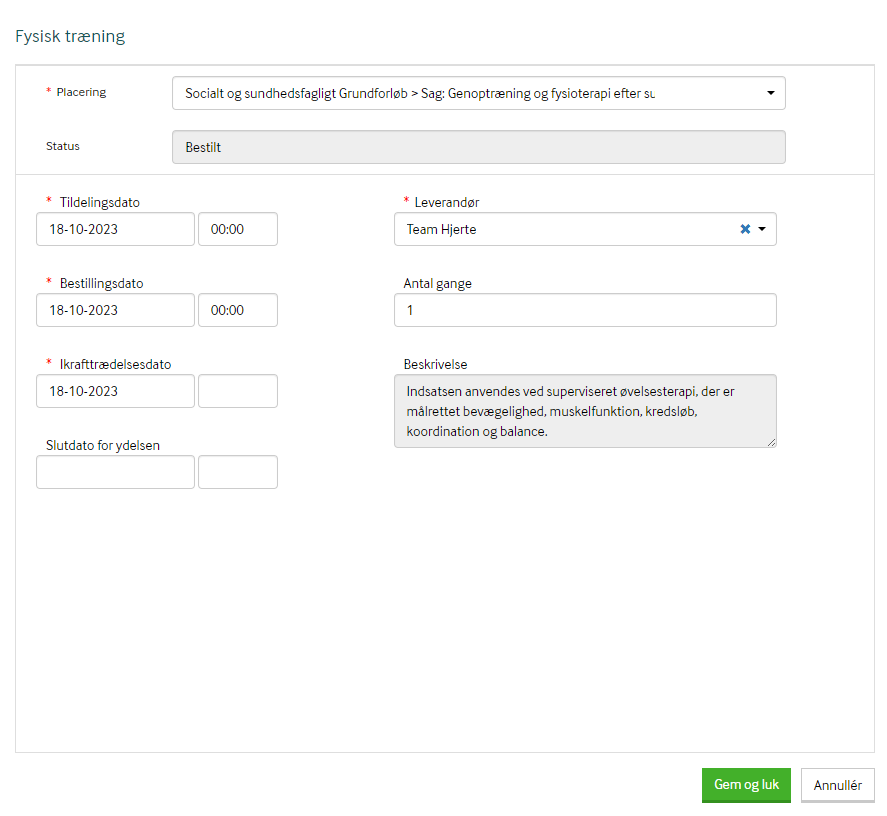 Fysisk træning
* Placering
Socialt og sundhedsfagligt Grundforløb > Sag: Genoptræning og fysioterapi efter su
Status
Bestilt
* Tildelingsdato
18-10-2023 00:00
* Leverandør
Team Hjerte
* Bestillingsdato
18-10-2023 00:00
Antal gange
1
* Ikrafttrædelsesdato
18-10-2023
Beskrivelse
Indsatsen anvendes ved superviseret øvelsesterapi, der er
målrettet bevægelighed, muskelfunktion, kredsløb,
koordination og balance.
Slutdato for ydelsen
Gem og luk
Annullér